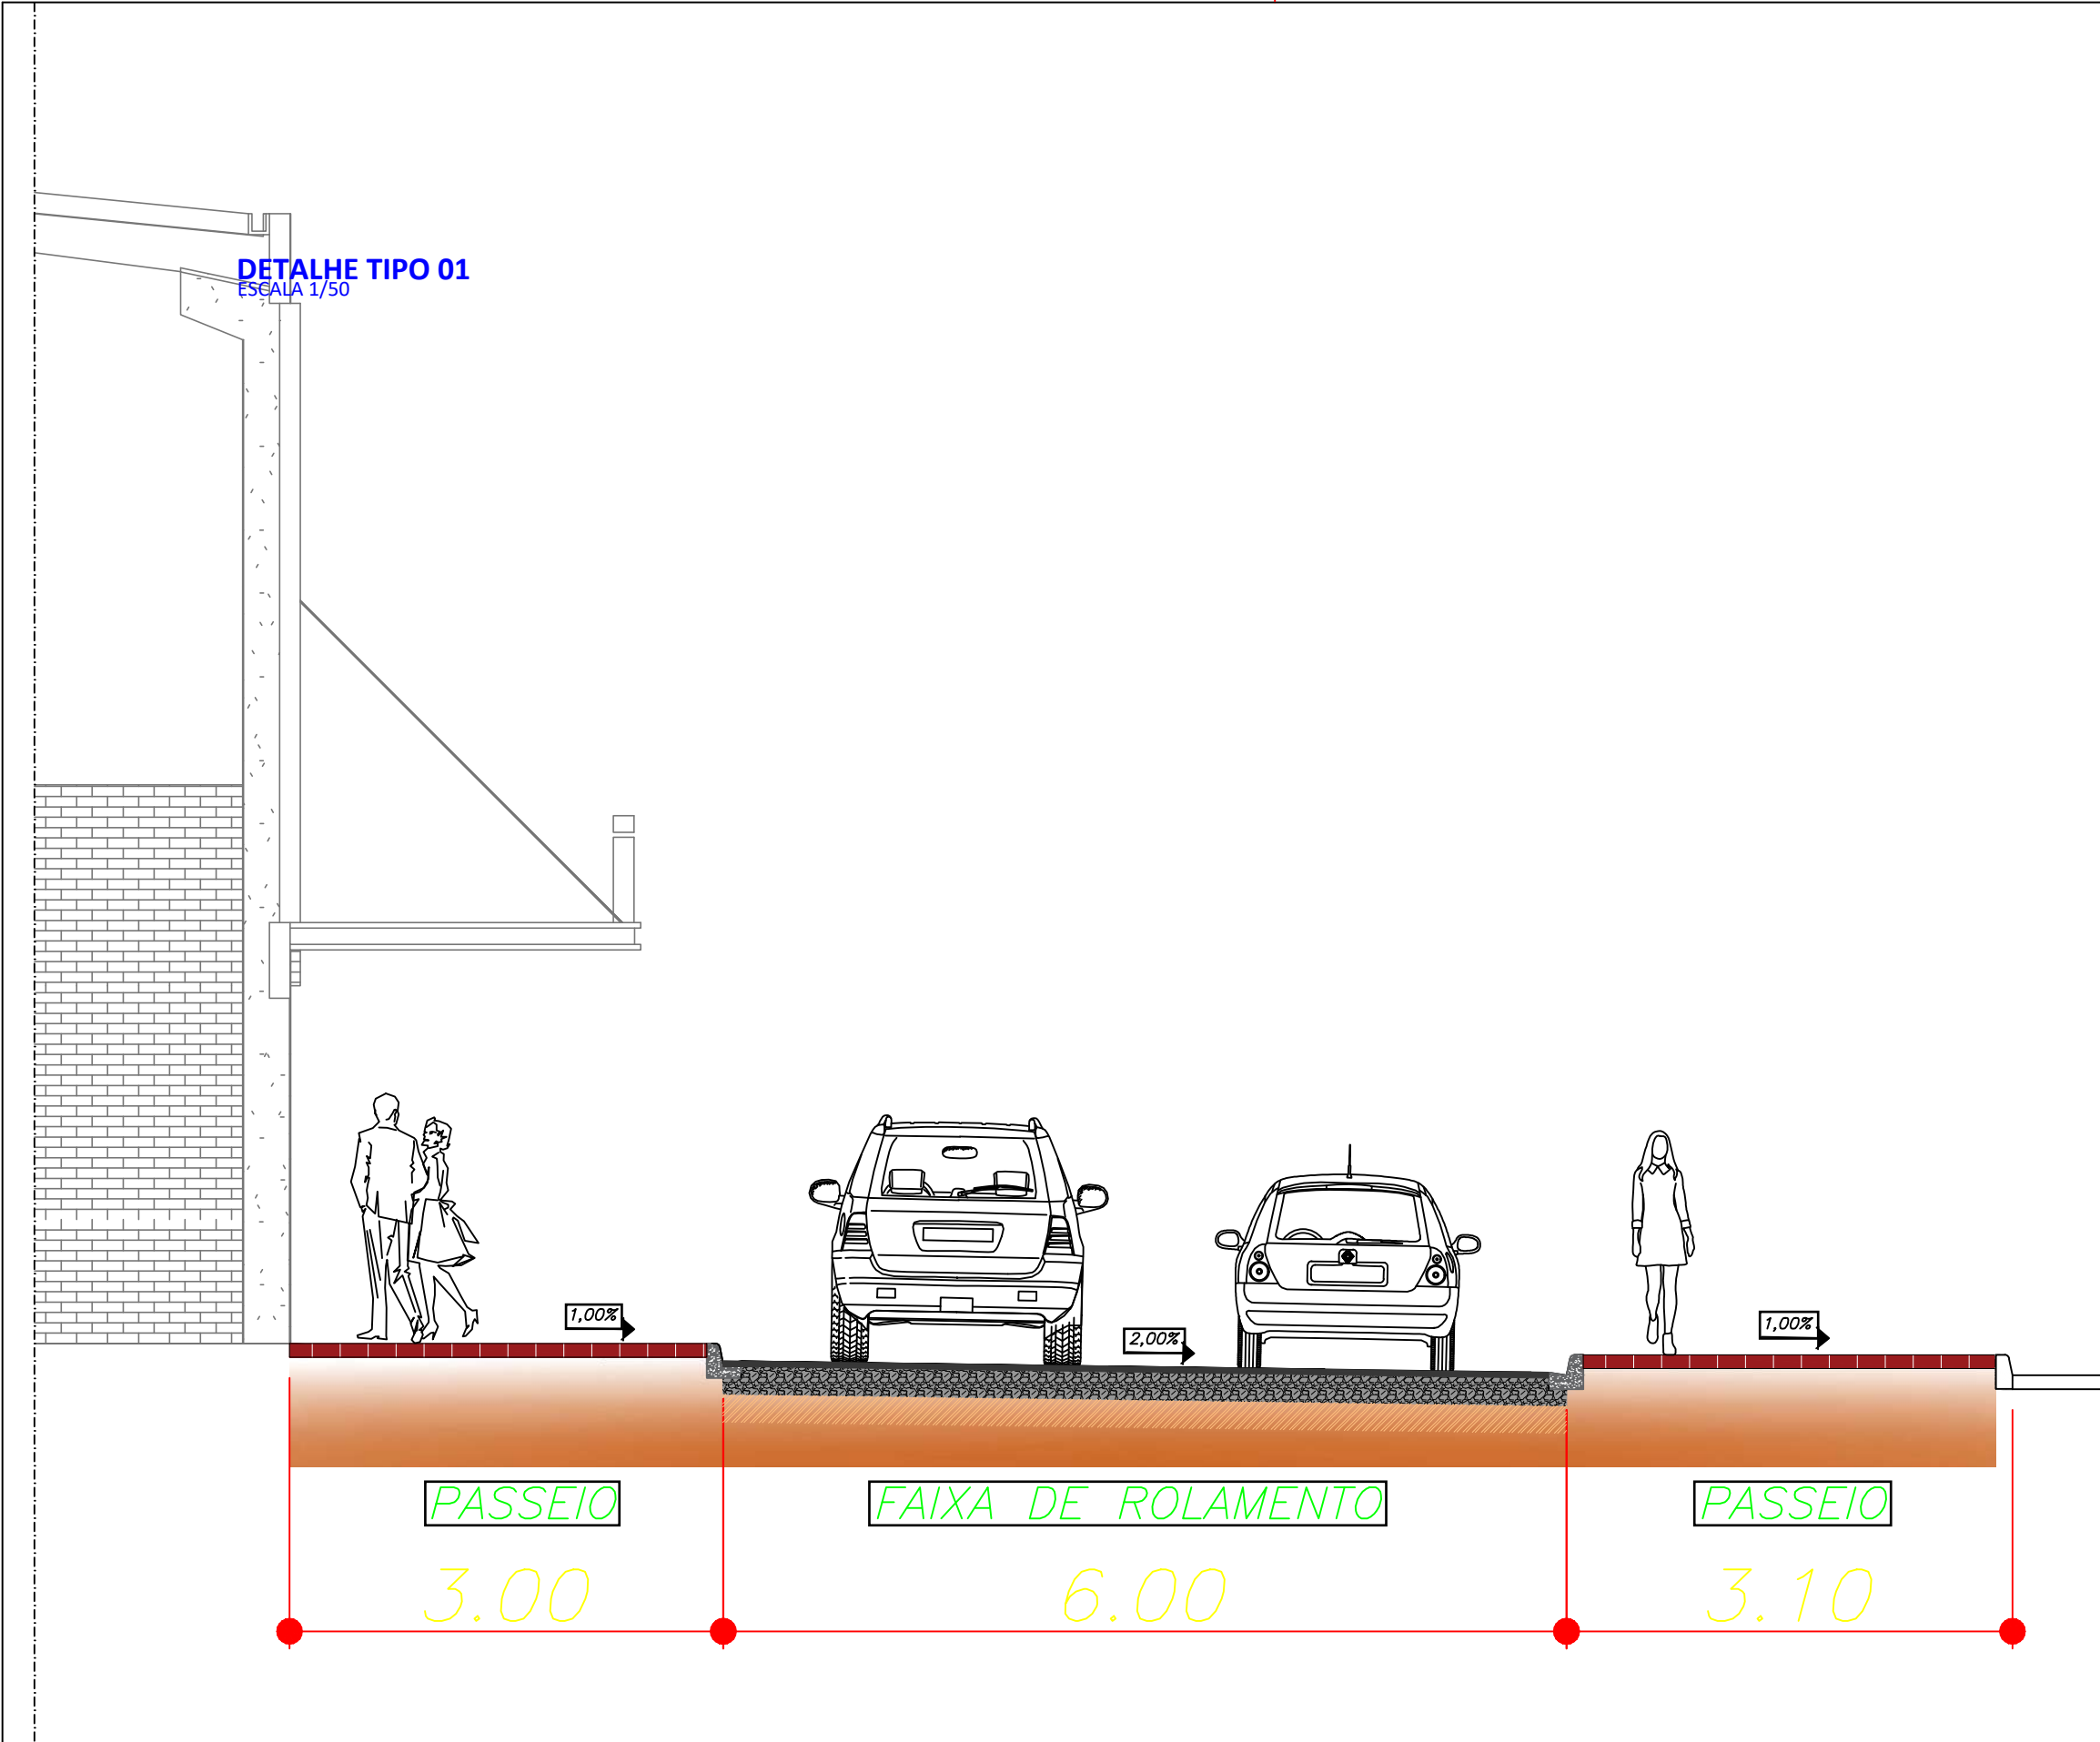 DETALHE TIPO 01
ESCALA 1/50
1,00%
2,00%
1,00%
PASSEIO
FAIXA DE ROLAMENTO
PASSEIO
3.00
6.00
3.10